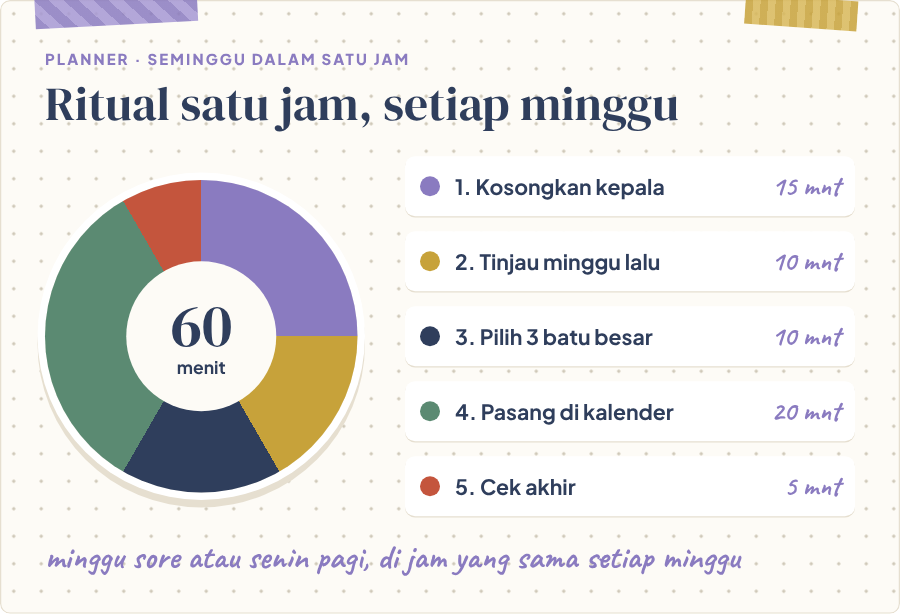 PLANNER · SEMINGGU DALAM SATU JAM
Ritual satu jam, setiap minggu
60
menit
1. Kosongkan kepala 15 mnt
2. Tinjau minggu lalu 10 mnt
3. Pilih 3 batu besar 10 mnt
4. Pasang di kalender 20 mnt
5. Cek akhir 5 mnt
minggu sore atau senin pagi, di jam yang sama setiap minggu